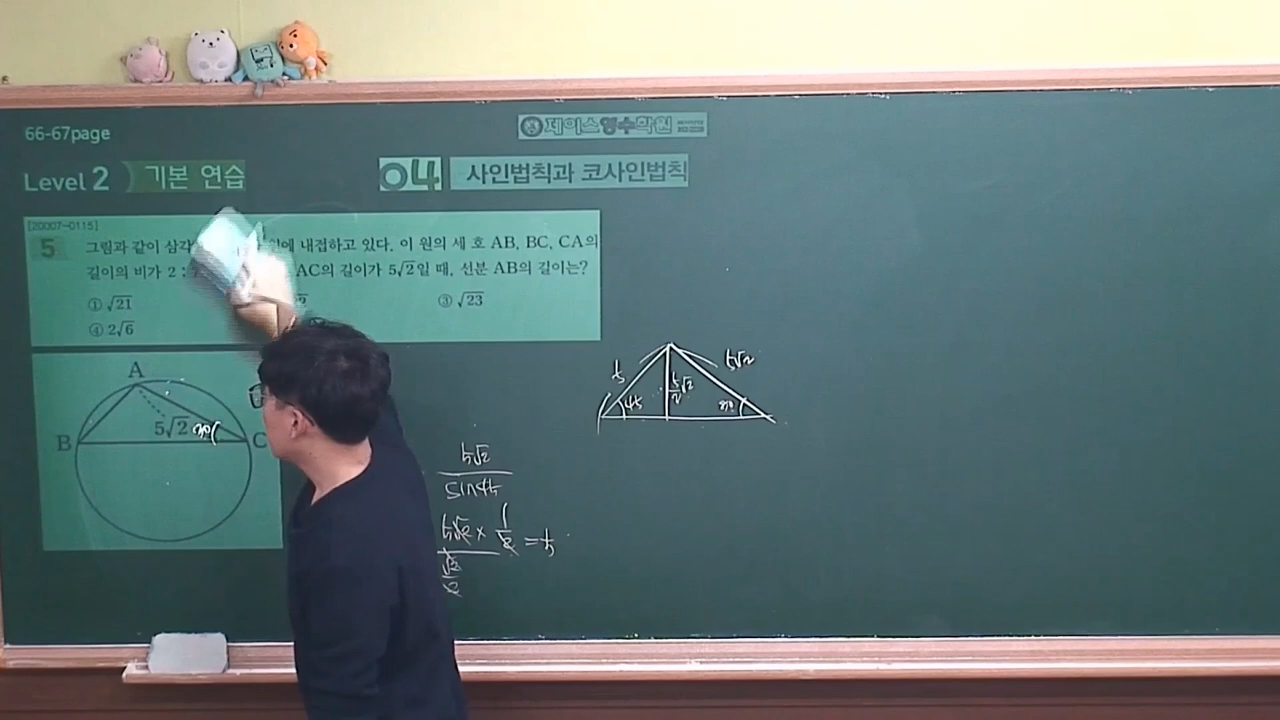 66-67page
제이스영수학원
Level 2 기본 연습
04 사인법칙과 코사인법칙
[20007-0115]
5 그림과 같이 삼각 원에 내접하고 있다. 이 원의 세 호 AB, BC, CA의
길이의 비가 2 : AC의 길이가 5√2일 때, 선분 AB의 길이는?
① √21 ③ √23
④ 2√6
A
B
5√2
C
5
5√2
45
5/2√2
30
5√2
sin45
5√2 × 1/√2 = 5
√2/2